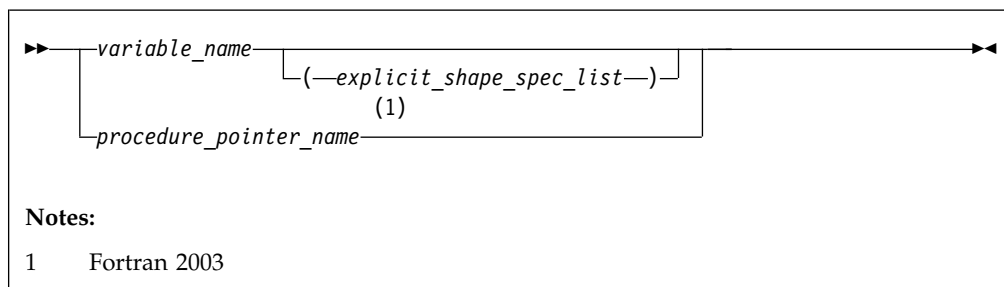 variable_name
(explicit_shape_spec_list)
(1)
procedure_pointer_name
Notes:
1 Fortran 2003